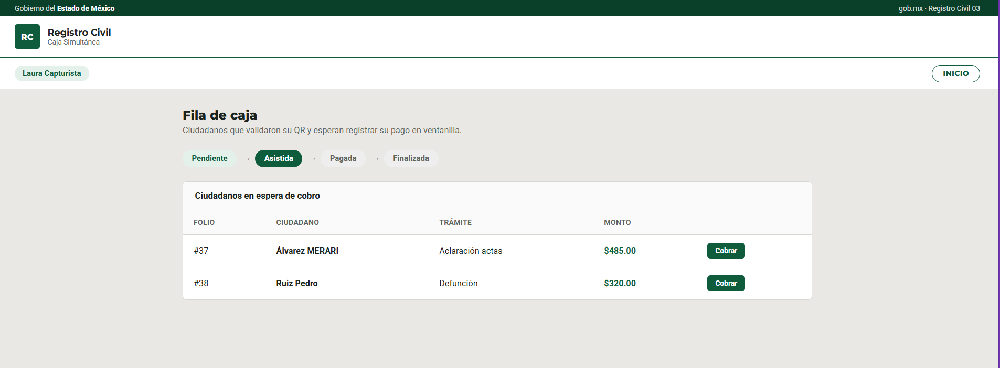 Gobierno del Estado de México
gob.mx · Registro Civil 03
RC
Registro Civil
Caja Simultánea
Laura Capturista
INICIO
Fila de caja
Ciudadanos que validaron su QR y esperan registrar su pago en ventanilla.
Pendiente → Asistida → Pagada → Finalizada
Ciudadanos en espera de cobro
FOLIO CIUDADANO TRÁMITE MONTO
#37 Álvarez MERARI Aclaración actas $485.00 Cobrar
#38 Ruiz Pedro Defunción $320.00 Cobrar